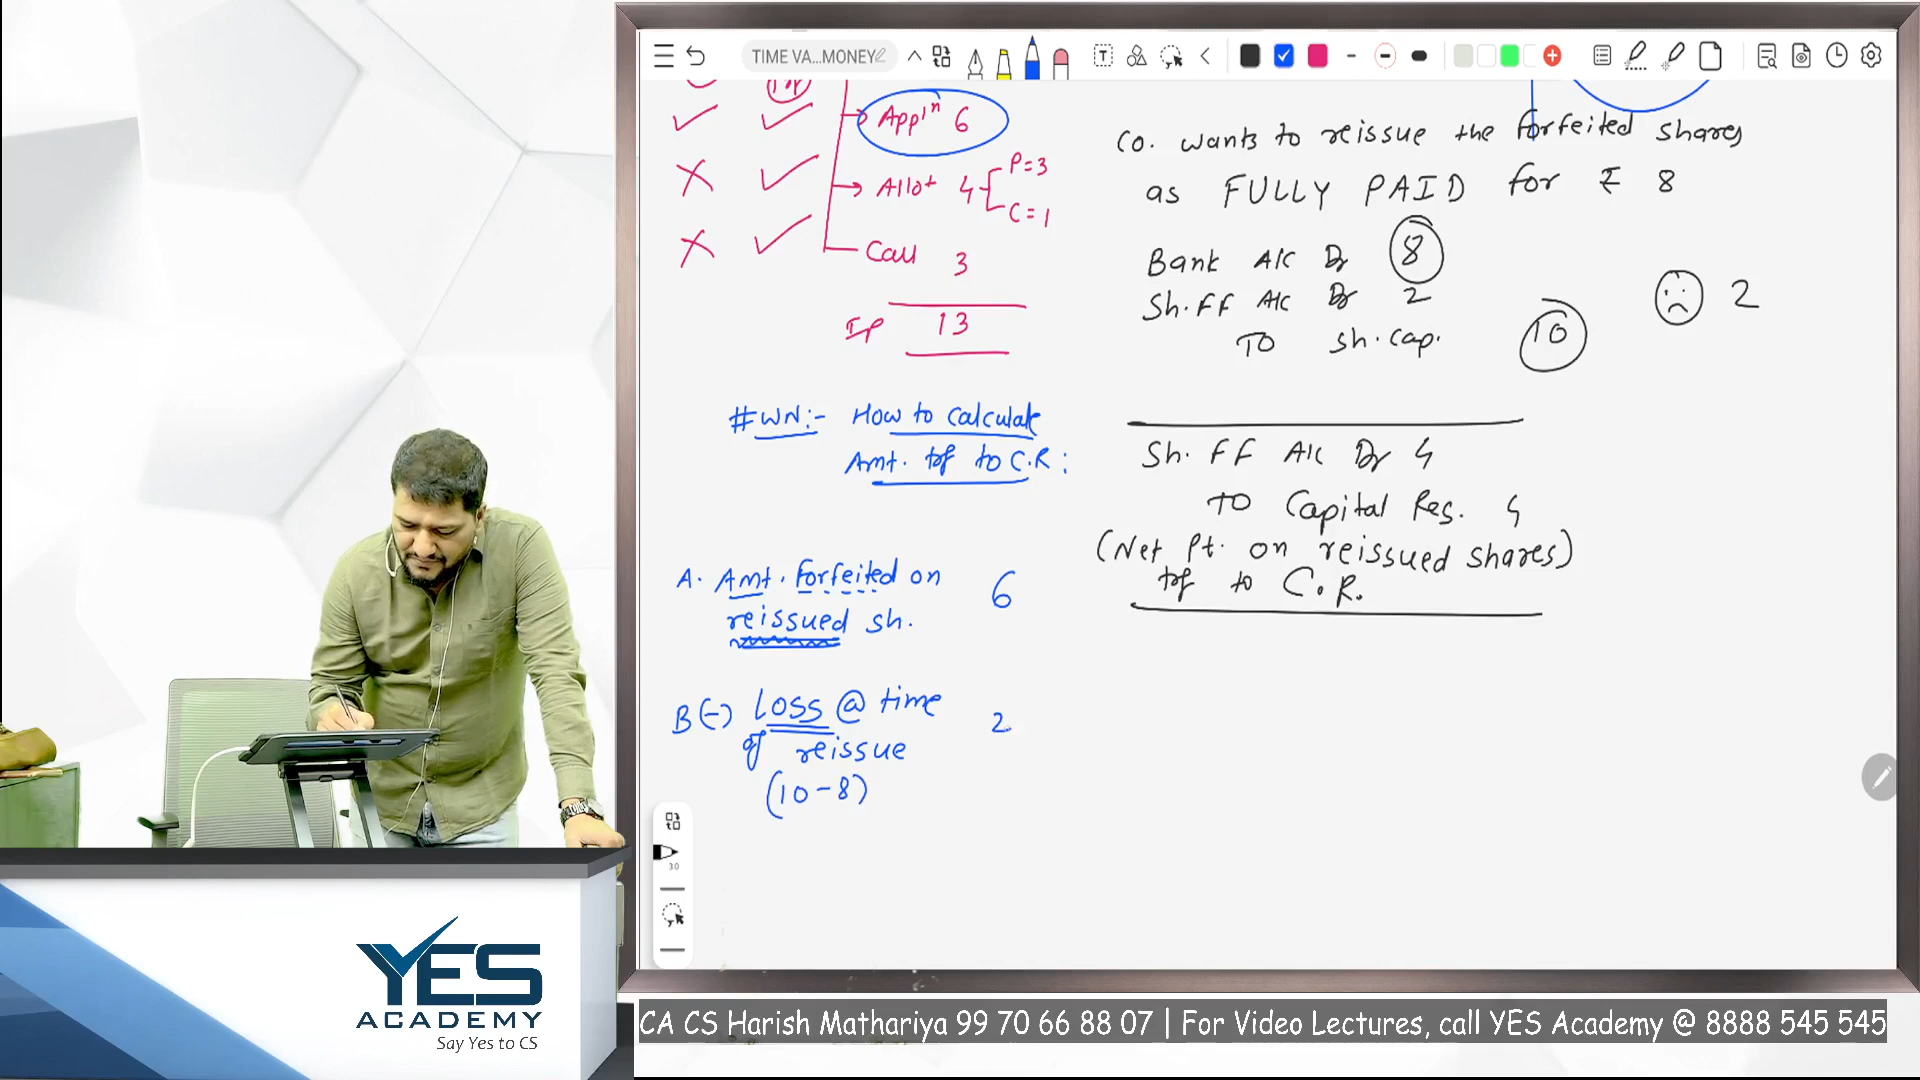 TIME VA...MONEY
Appln 6
Allot 4 P=3
C=1
Call 3
IP 13
#WN:- How to calculate
Amt. trf to C.R:
A. Amt. Forfeited on 6
reissued sh.
B (-) Loss @ time 2
of reissue
(10-8)
Co. wants to reissue the forfeited shares
as FULLY PAID for ₹ 8
Bank A/c Dr 8
Sh.FF A/c Dr 2
TO sh.cap. 10
2
Sh. FF A/c Dr 4
TO Capital Res. 4
(Net Pt. on reissued shares)
trf to C.R.
30
YES
ACADEMY
Say Yes to CS
CA CS Harish Mathariya 99 70 66 88 07 | For Video Lectures, call YES Academy @ 8888 545 545